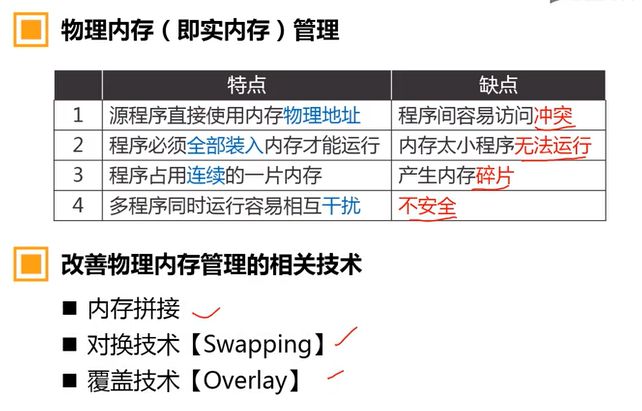 物理内存（即实内存）管理
特点 缺点
1 源程序直接使用内存物理地址 程序间容易访问冲突
2 程序必须全部装入内存才能运行 内存太小程序无法运行
3 程序占用连续的一片内存 产生内存碎片
4 多程序同时运行容易相互干扰 不安全
改善物理内存管理的相关技术
■ 内存拼接
■ 对换技术【Swapping】
■ 覆盖技术【Overlay】